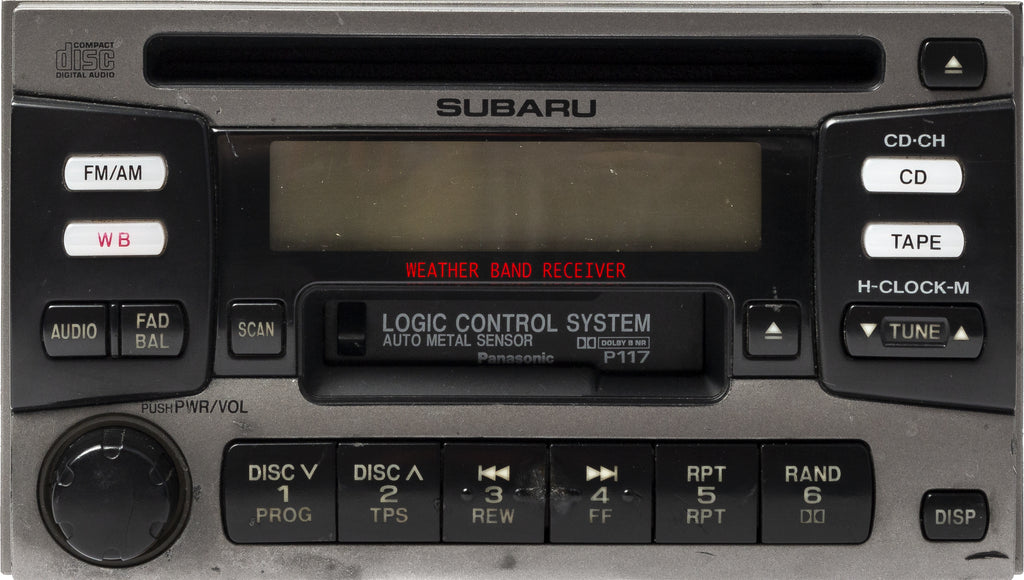 COMPACT
disc
DIGITAL AUDIO
SUBARU
CD·CH
FM/AM
CD
WB
TAPE
WEATHER BAND RECEIVER
H-CLOCK-M
AUDIO
FAD
BAL
SCAN
LOGIC CONTROL SYSTEM
AUTO METAL SENSOR
DOLBY B NR
Panasonic
P117
TUNE
PUSH PWR/VOL
DISC
1
PROG
DISC
2
TPS
3
REW
4
FF
RPT
5
RPT
RAND
6
DISP